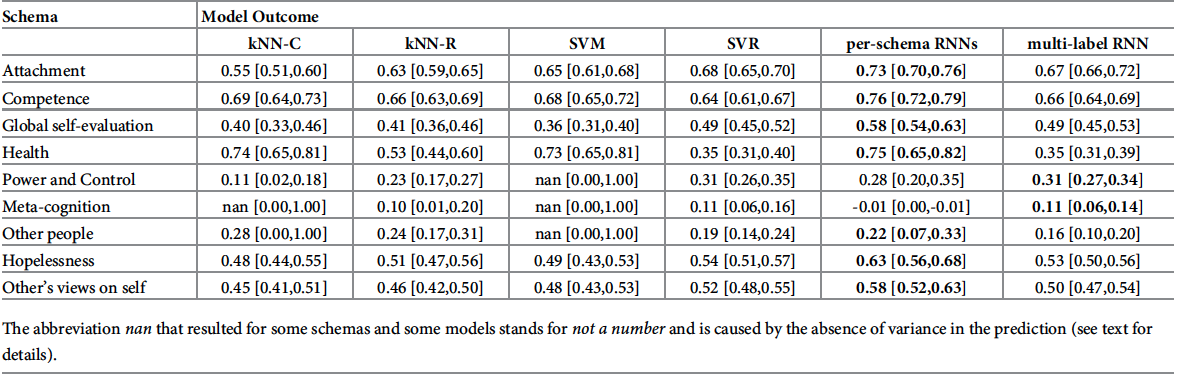 Schema Model Outcome
kNN-C kNN-R SVM SVR per-schema RNNs multi-label RNN
Attachment 0.55 [0.51,0.60] 0.63 [0.59,0.65] 0.65 [0.61,0.68] 0.68 [0.65,0.70] 0.73 [0.70,0.76] 0.67 [0.66,0.72]
Competence 0.69 [0.64,0.73] 0.66 [0.63,0.69] 0.68 [0.65,0.72] 0.64 [0.61,0.67] 0.76 [0.72,0.79] 0.66 [0.64,0.69]
Global self-evaluation 0.40 [0.33,0.46] 0.41 [0.36,0.46] 0.36 [0.31,0.40] 0.49 [0.45,0.52] 0.58 [0.54,0.63] 0.49 [0.45,0.53]
Health 0.74 [0.65,0.81] 0.53 [0.44,0.60] 0.73 [0.65,0.81] 0.35 [0.31,0.40] 0.75 [0.65,0.82] 0.35 [0.31,0.39]
Power and Control 0.11 [0.02,0.18] 0.23 [0.17,0.27] nan [0.00,1.00] 0.31 [0.26,0.35] 0.28 [0.20,0.35] 0.31 [0.27,0.34]
Meta-cognition nan [0.00,1.00] 0.10 [0.01,0.20] nan [0.00,1.00] 0.11 [0.06,0.16] -0.01 [0.00,-0.01] 0.11 [0.06,0.14]
Other people 0.28 [0.00,1.00] 0.24 [0.17,0.31] nan [0.00,1.00] 0.19 [0.14,0.24] 0.22 [0.07,0.33] 0.16 [0.10,0.20]
Hopelessness 0.48 [0.44,0.55] 0.51 [0.47,0.56] 0.49 [0.43,0.53] 0.54 [0.51,0.57] 0.63 [0.56,0.68] 0.53 [0.50,0.56]
Other's views on self 0.45 [0.41,0.51] 0.46 [0.42,0.50] 0.48 [0.43,0.53] 0.52 [0.48,0.55] 0.58 [0.52,0.63] 0.50 [0.47,0.54]
The abbreviation nan that resulted for some schemas and some models stands for not a number and is caused by the absence of variance in the prediction (see text for
details).